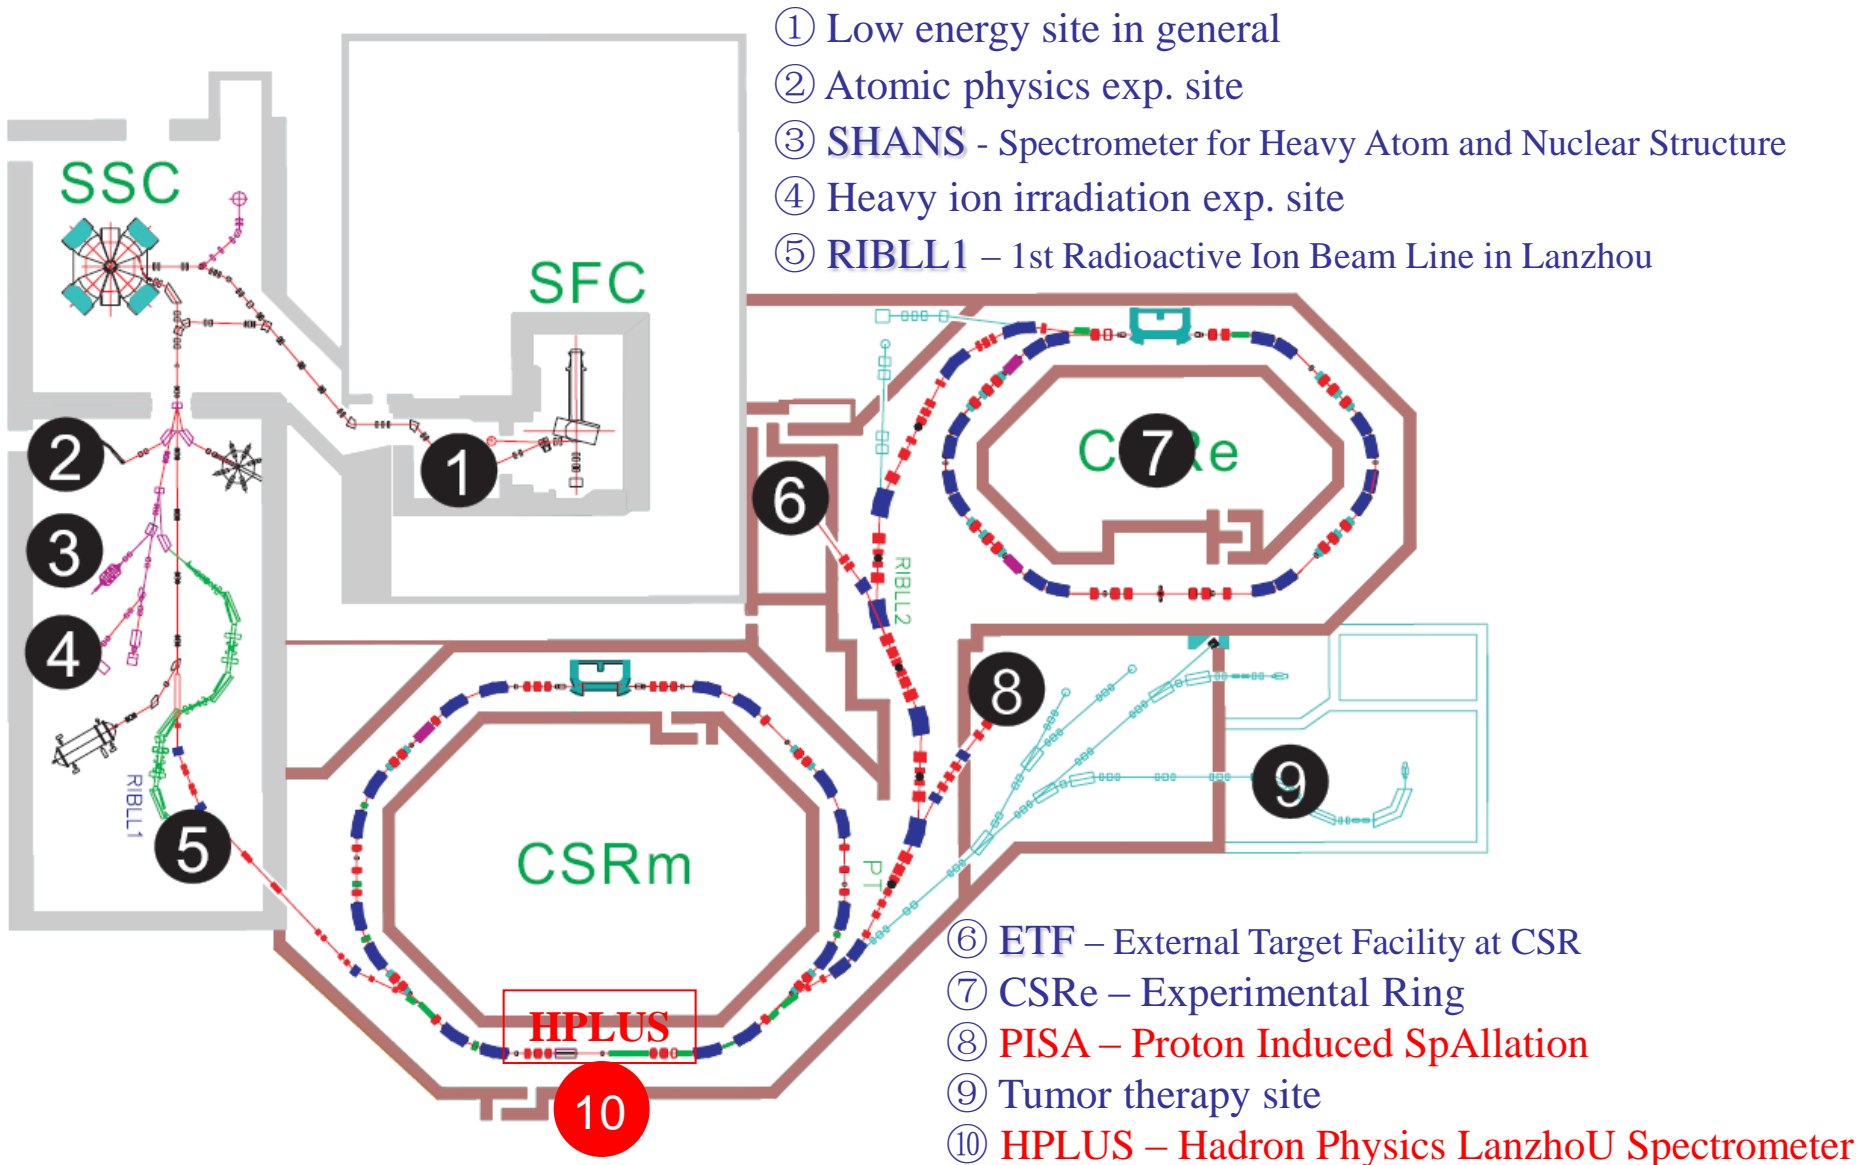 ① Low energy site in general
② Atomic physics exp. site
③ SHANS - Spectrometer for Heavy Atom and Nuclear Structure
④ Heavy ion irradiation exp. site
⑤ RIBLL1 – 1st Radioactive Ion Beam Line in Lanzhou
SSC
SFC
1
2
3
4
5
6
7
8
9
C Re
RIBLL2
RIBLL1
CSRm
PT
HPLUS
10
⑥ ETF – External Target Facility at CSR
⑦ CSRe – Experimental Ring
⑧ PISA – Proton Induced SpAllation
⑨ Tumor therapy site
⑩ HPLUS – Hadron Physics LanzhoU Spectrometer